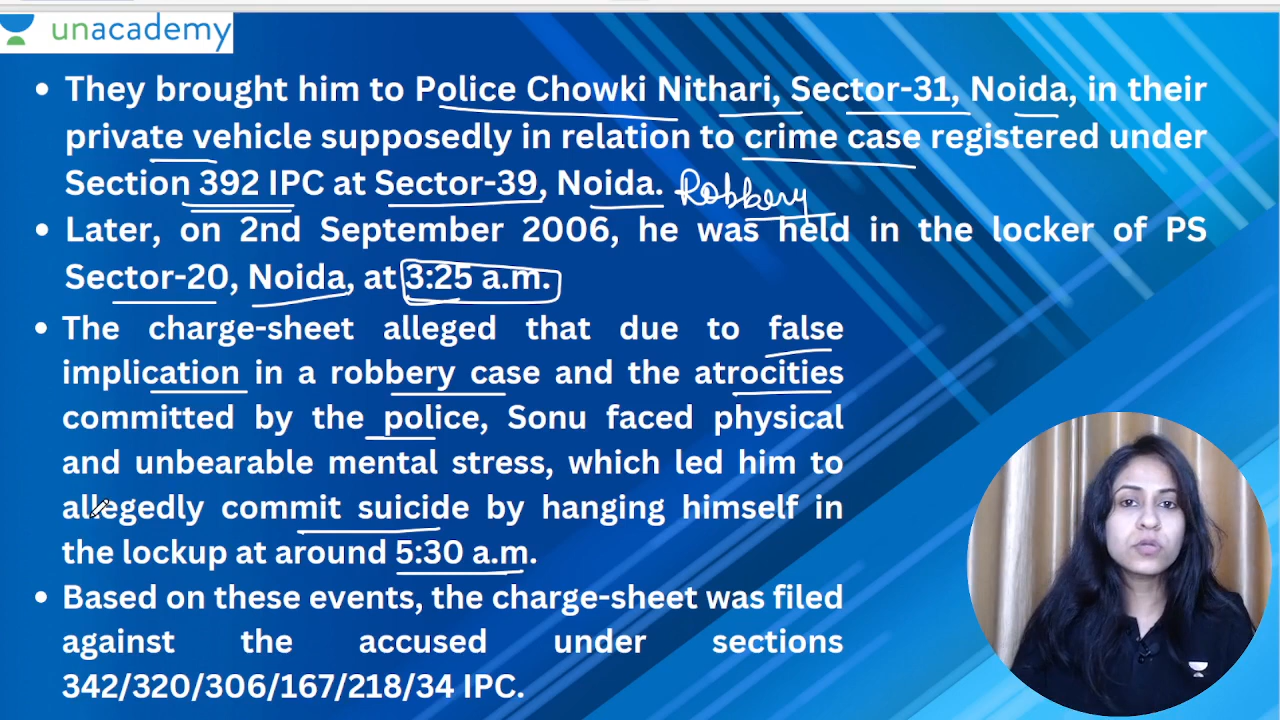 unacademy
They brought him to Police Chowki Nithari, Sector-31, Noida, in their
private vehicle supposedly in relation to crime case registered under
Section 392 IPC at Sector-39, Noida. Robbery
Later, on 2nd September 2006, he was held in the locker of PS
Sector-20, Noida, at 3:25 a.m.
The charge-sheet alleged that due to false
implication in a robbery case and the atrocities
committed by the police, Sonu faced physical
and unbearable mental stress, which led him to
allegedly commit suicide by hanging himself in
the lockup at around 5:30 a.m.
Based on these events, the charge-sheet was filed
against the accused under sections
342/320/306/167/218/34 IPC.